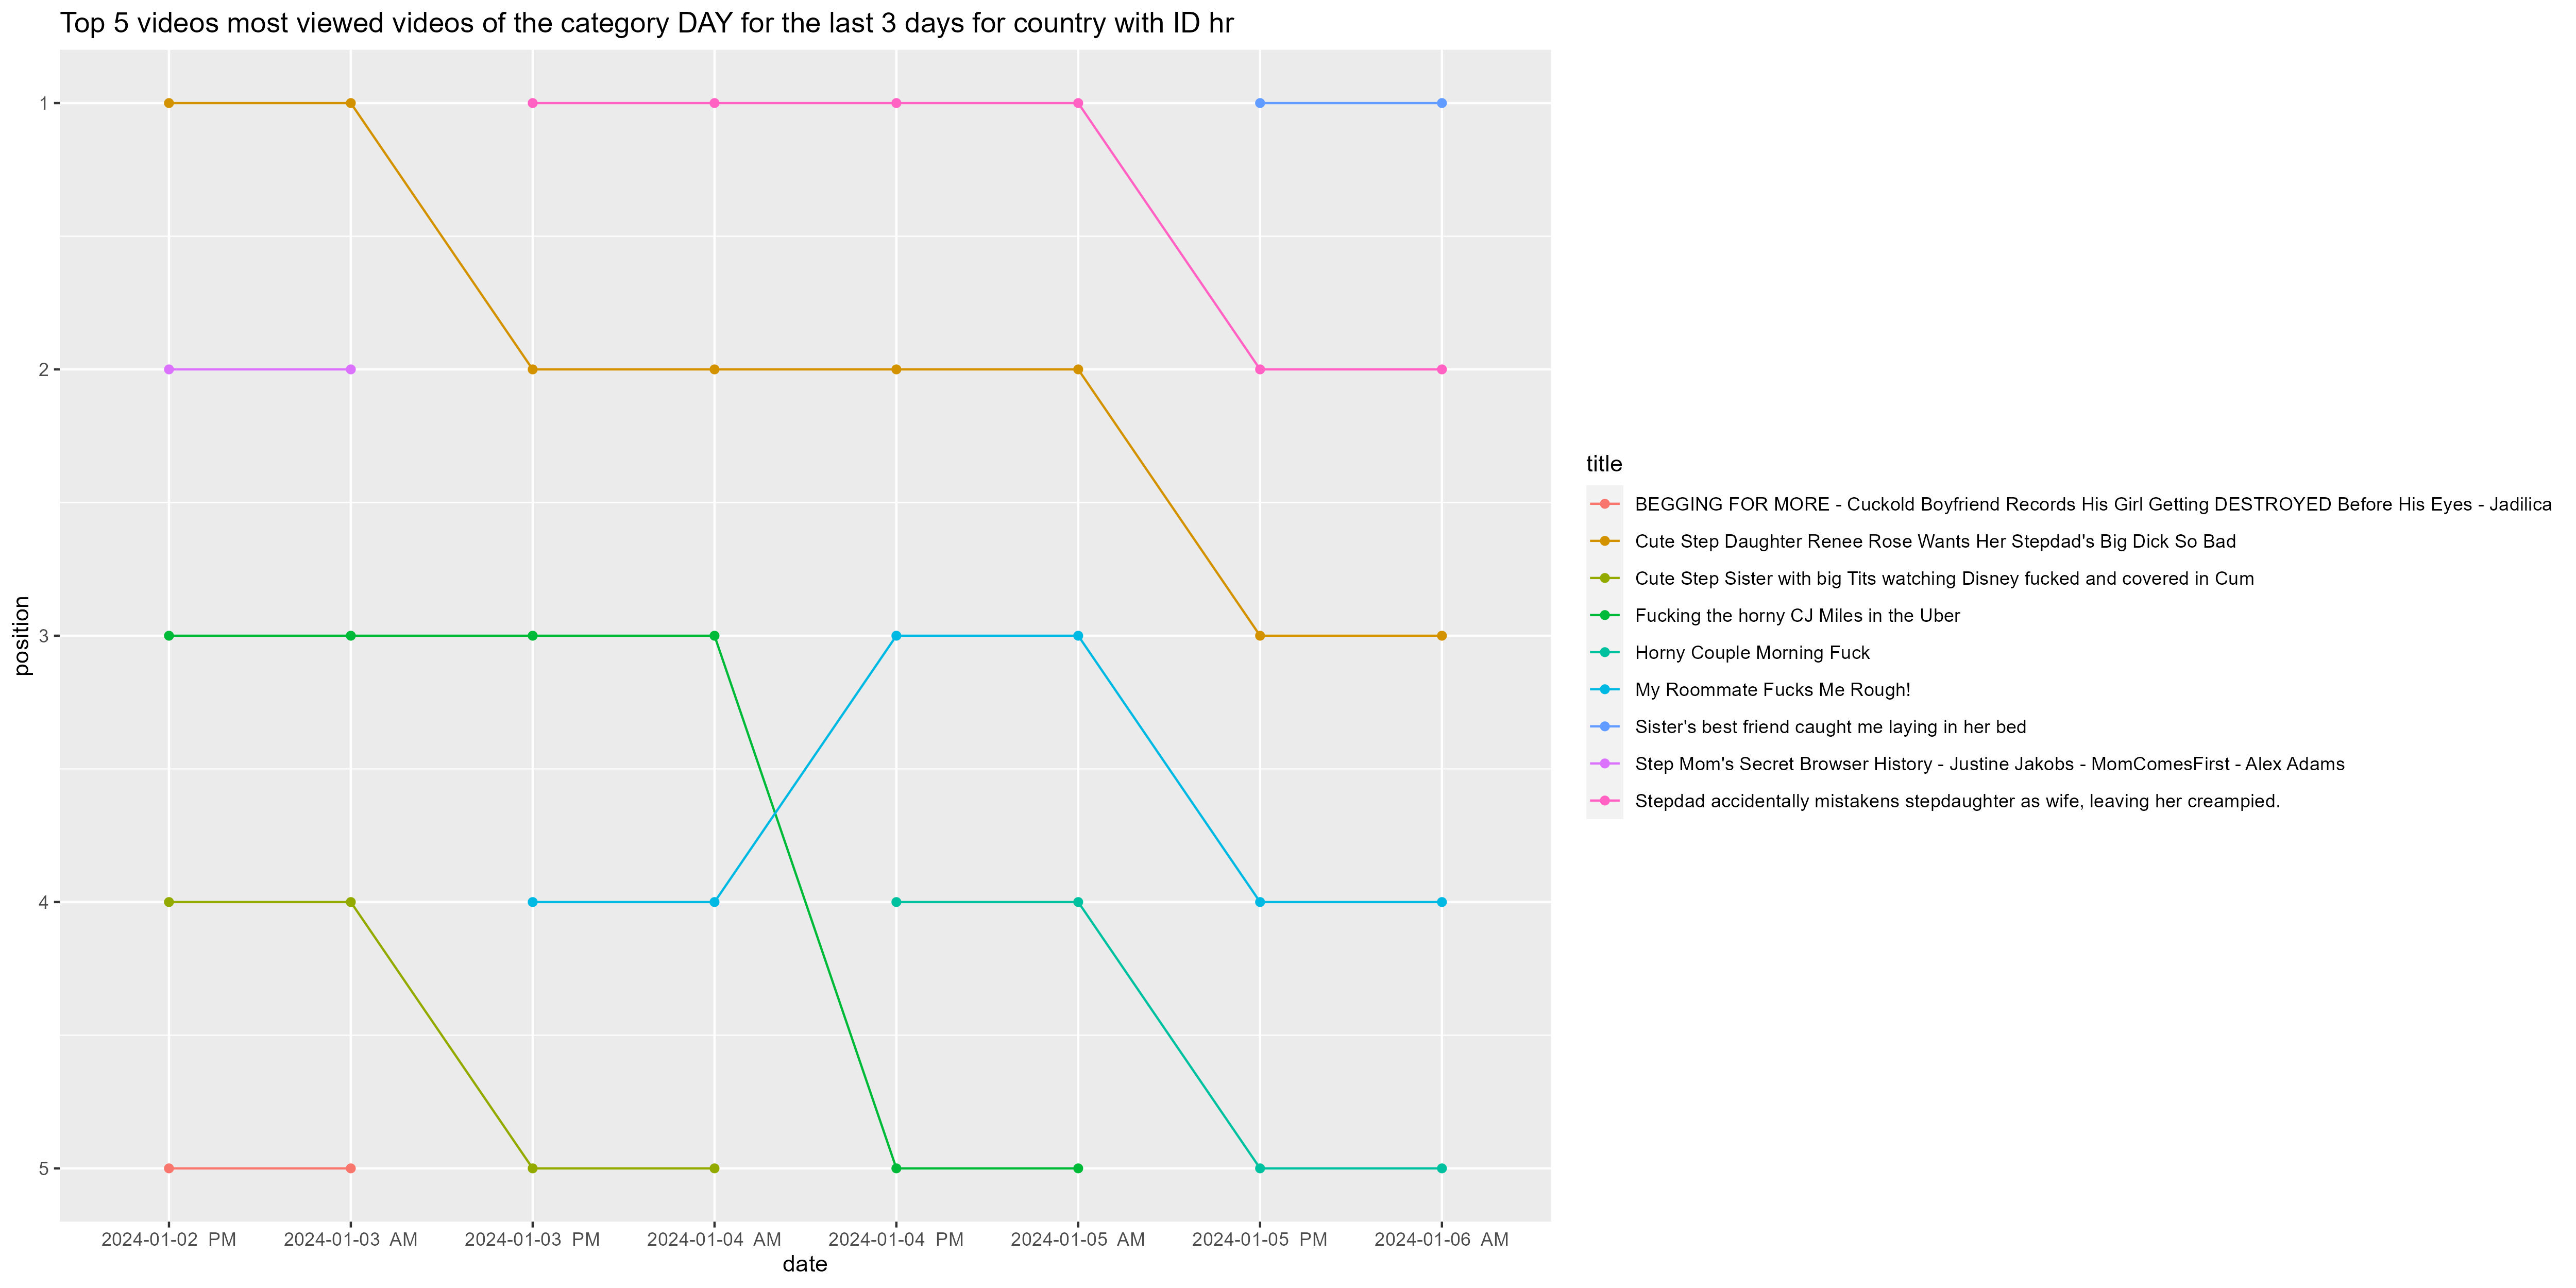 Top 5 videos most viewed videos of the category DAY for the last 3 days for country with ID hr
1
2
3
4
5
position
2024-01-02 PM
2024-01-03 AM
2024-01-03 PM
2024-01-04 AM
2024-01-04 PM
2024-01-05 AM
2024-01-05 PM
2024-01-06 AM
date
title
BEGGING FOR MORE - Cuckold Boyfriend Records His Girl Getting DESTROYED Before His Eyes - Jadilica
Cute Step Daughter Renee Rose Wants Her Stepdad's Big Dick So Bad
Cute Step Sister with big Tits watching Disney fucked and covered in Cum
Fucking the horny CJ Miles in the Uber
Horny Couple Morning Fuck
My Roommate Fucks Me Rough!
Sister's best friend caught me laying in her bed
Step Mom's Secret Browser History - Justine Jakobs - MomComesFirst - Alex Adams
Stepdad accidentally mistakens stepdaughter as wife, leaving her creampied.